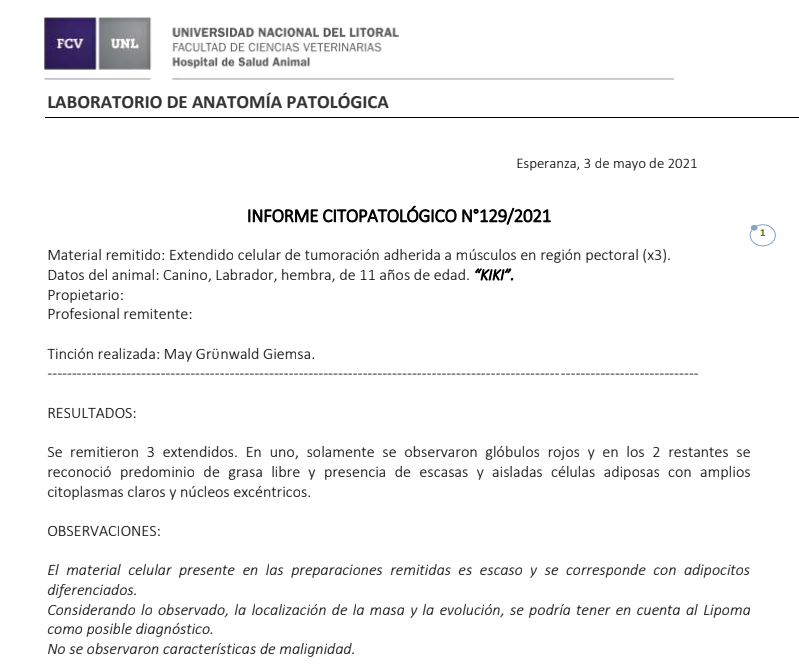 FCV UNL
UNIVERSIDAD NACIONAL DEL LITORAL
FACULTAD DE CIENCIAS VETERINARIAS
Hospital de Salud Animal
LABORATORIO DE ANATOMÍA PATOLÓGICA
Esperanza, 3 de mayo de 2021
INFORME CITOPATOLÓGICO N°129/2021
1
Material remitido: Extendido celular de tumoración adherida a músculos en región pectoral (x3).
Datos del animal: Canino, Labrador, hembra, de 11 años de edad. “KIKI”.
Propietario:
Profesional remitente:
Tinción realizada: May Grünwald Giemsa.
RESULTADOS:
Se remitieron 3 extendidos. En uno, solamente se observaron glóbulos rojos y en los 2 restantes se
reconoció predominio de grasa libre y presencia de escasas y aisladas células adiposas con amplios
citoplasmas claros y núcleos excéntricos.
OBSERVACIONES:
El material celular presente en las preparaciones remitidas es escaso y se corresponde con adipocitos
diferenciados.
Considerando lo observado, la localización de la masa y la evolución, se podría tener en cuenta al Lipoma
como posible diagnóstico.
No se observaron características de malignidad.